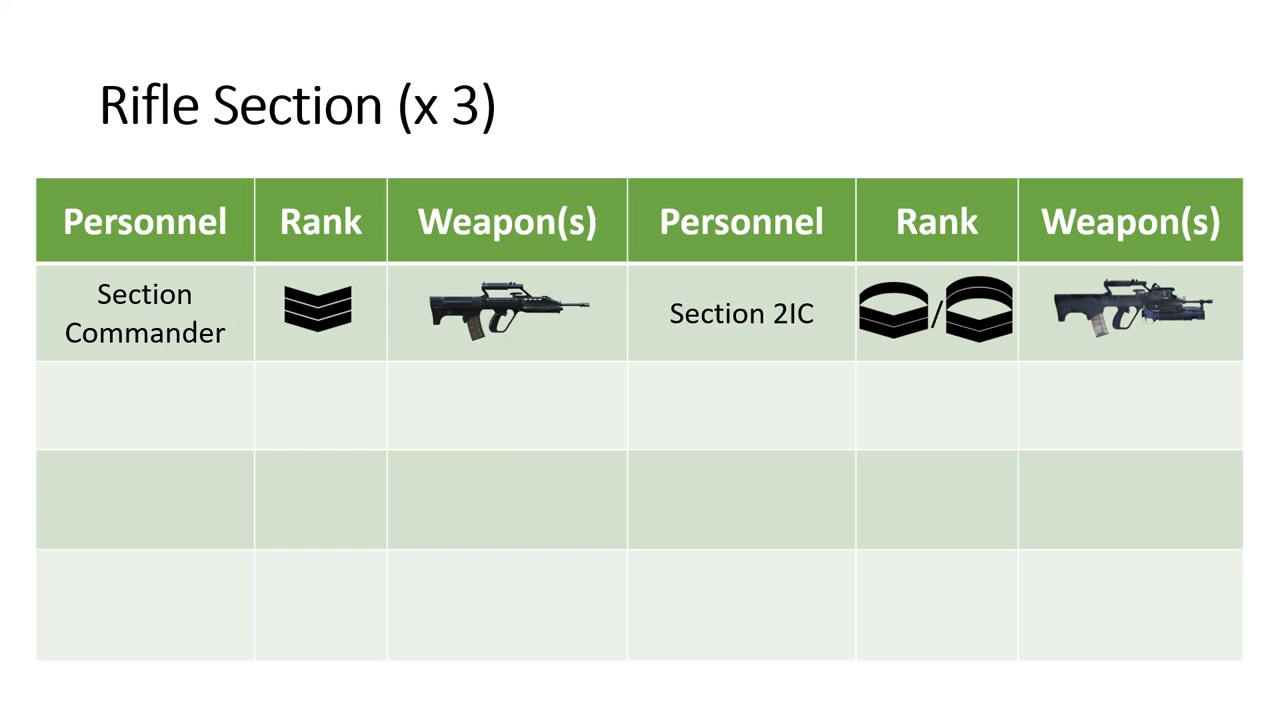 Rifle Section (x 3)
Personnel Rank Weapon(s) Personnel Rank Weapon(s)
Section
Commander
Section 2IC
/